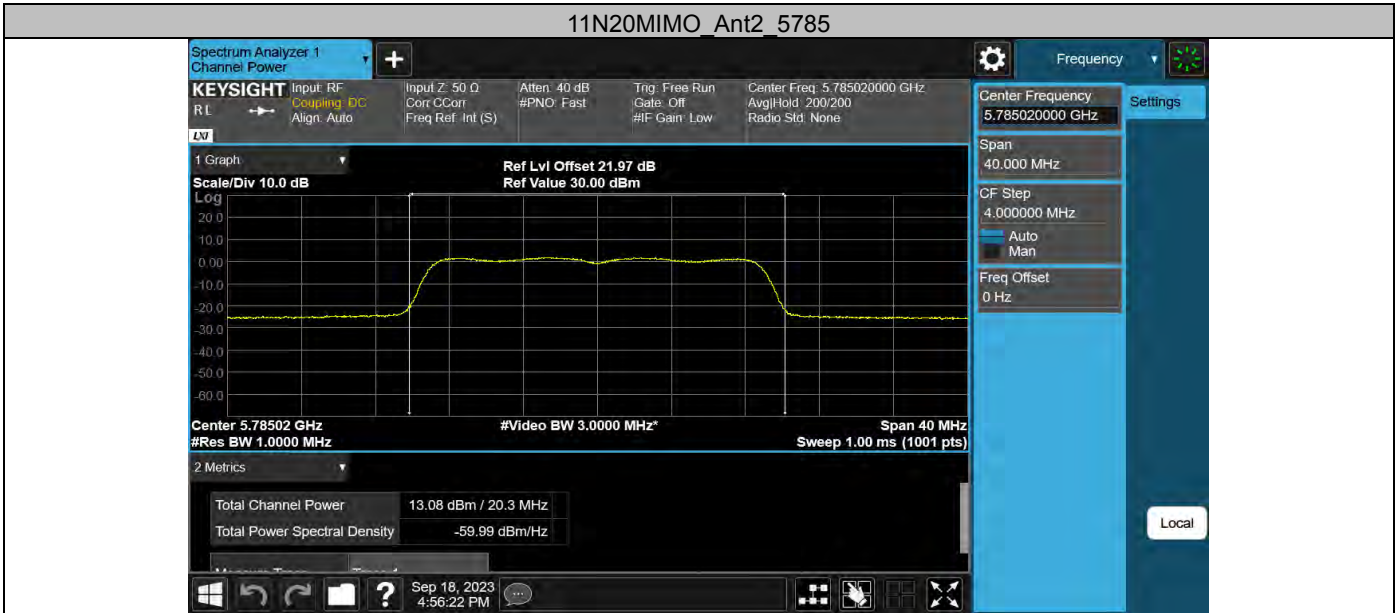 11N20MIMO_Ant2_5785
Spectrum Analyzer 1
Channel Power
+
Frequency
KEYSIGHT
RL
LXI
Input: RF
Coupling: DC
Align: Auto
Input Z: 50 Ω
Corr CCorr
Freq Ref: Int (S)
Atten: 40 dB
#PNO: Fast
Trig: Free Run
Gate: Off
#IF Gain: Low
Center Freq: 5.785020000 GHz
Avg|Hold: 200/200
Radio Std: None
Center Frequency
5.785020000 GHz
Settings
Span
40.000 MHz
CF Step
4.000000 MHz
Auto
Man
Freq Offset
0 Hz
1 Graph
Scale/Div 10.0 dB
Ref Lvl Offset 21.97 dB
Ref Value 30.00 dBm
Log
20.0
10.0
0.00
-10.0
-20.0
-30.0
-40.0
-50.0
-60.0
Center 5.78502 GHz
#Res BW 1.0000 MHz
#Video BW 3.0000 MHz*
Span 40 MHz
Sweep 1.00 ms (1001 pts)
2 Metrics
Total Channel Power 13.08 dBm / 20.3 MHz
Total Power Spectral Density -59.99 dBm/Hz
Local
?
Sep 18, 2023
4:56:22 PM